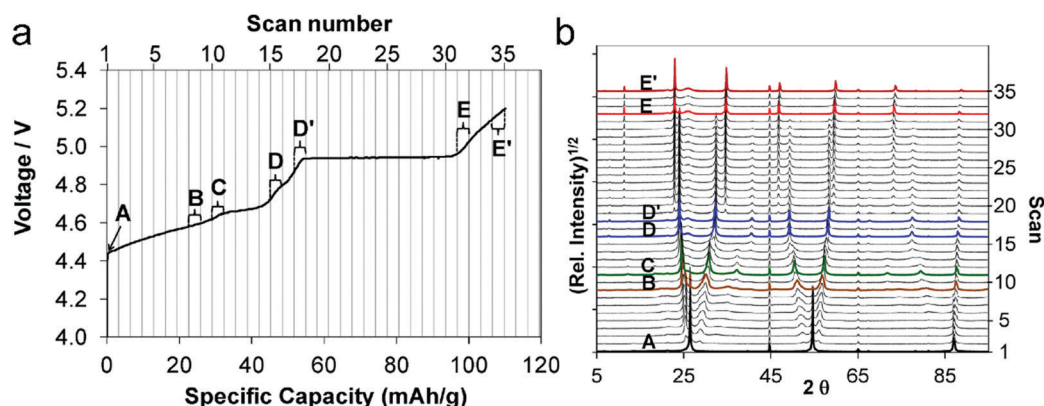 a
Scan number
1 5 10 15 20 25 30 35
5.4
5.2
5.0
4.8
4.6
4.4
4.2
4.0
Voltage / V
A
B
C
D
D'
E
E'
0 20 40 60 80 100 120
Specific Capacity (mAh/g)
b
(Rel. Intensity)1/2
E'
E
D'
D
C
B
A
35
30
25
20
15
10
5
1
Scan
5 25 45 65 85
2 θ